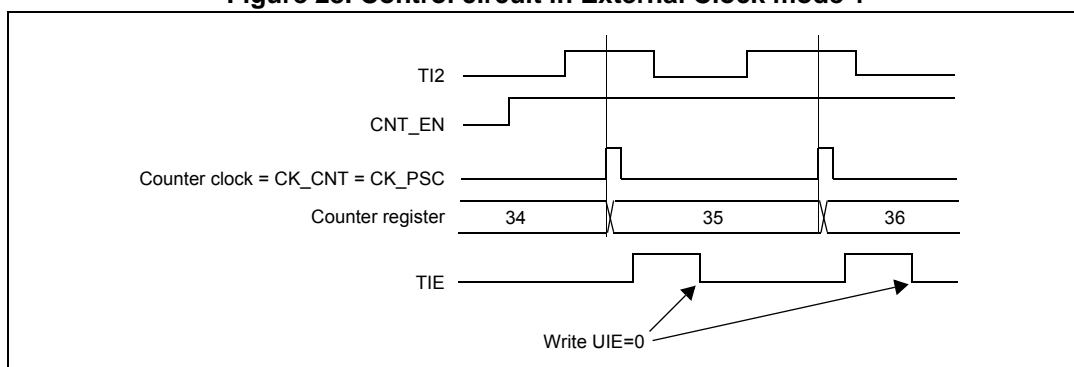 Figure 25. Control circuit in External Clock mode 1
TI2
CNT_EN
Counter clock = CK_CNT = CK_PSC
Counter register
34
35
36
TIE
Write UIE=0